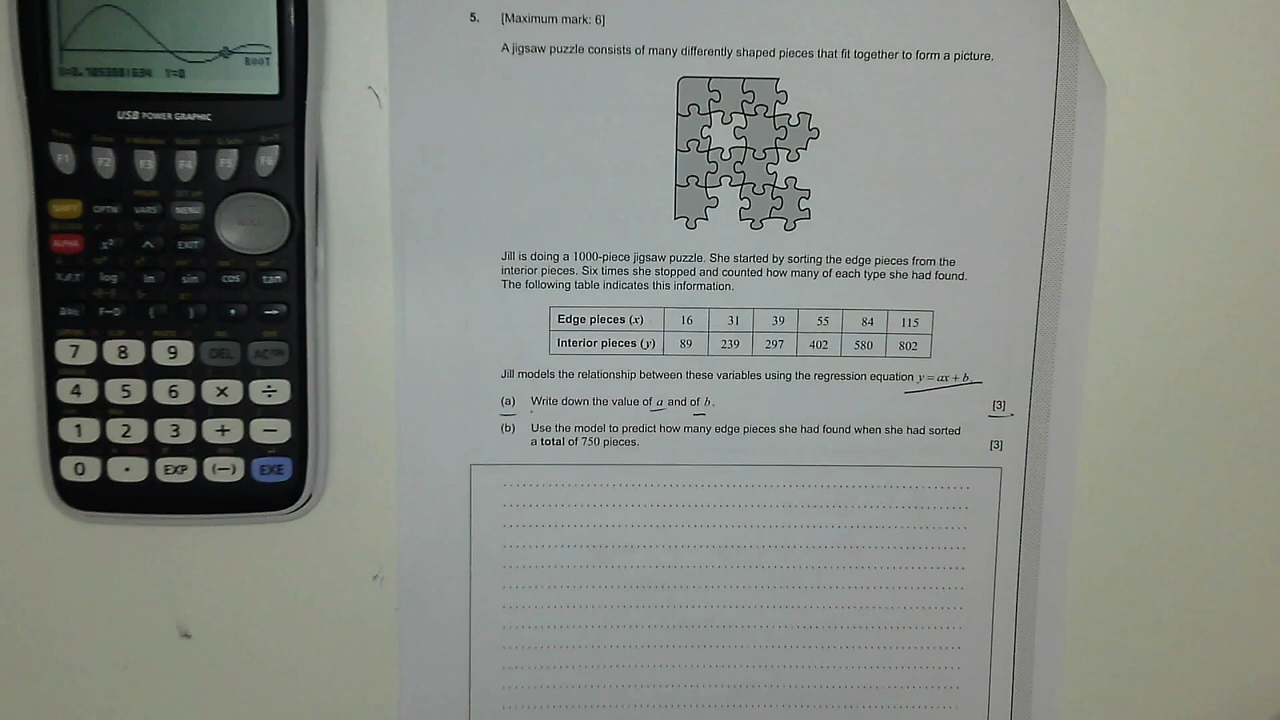 ROOT
Y=0
USB POWER GRAPHIC
F1 F2 F3 F4 F5 F6
SHIFT OPTN VARS MENU
ALPHA x² ^ EXIT
X,θ,T log ln sin cos tan
F↔D ( ) , →
7 8 9 DEL AC
4 5 6 × ÷
1 2 3 + −
0 . EXP (−) EXE
5. [Maximum mark: 6]
A jigsaw puzzle consists of many differently shaped pieces that fit together to form a picture.
Jill is doing a 1000-piece jigsaw puzzle. She started by sorting the edge pieces from the
interior pieces. Six times she stopped and counted how many of each type she had found.
The following table indicates this information.
Edge pieces (x) 16 31 39 55 84 115
Interior pieces (y) 89 239 297 402 580 802
Jill models the relationship between these variables using the regression equation y = ax + b.
(a) Write down the value of a and of b. [3]
(b) Use the model to predict how many edge pieces she had found when she had sorted
a total of 750 pieces. [3]